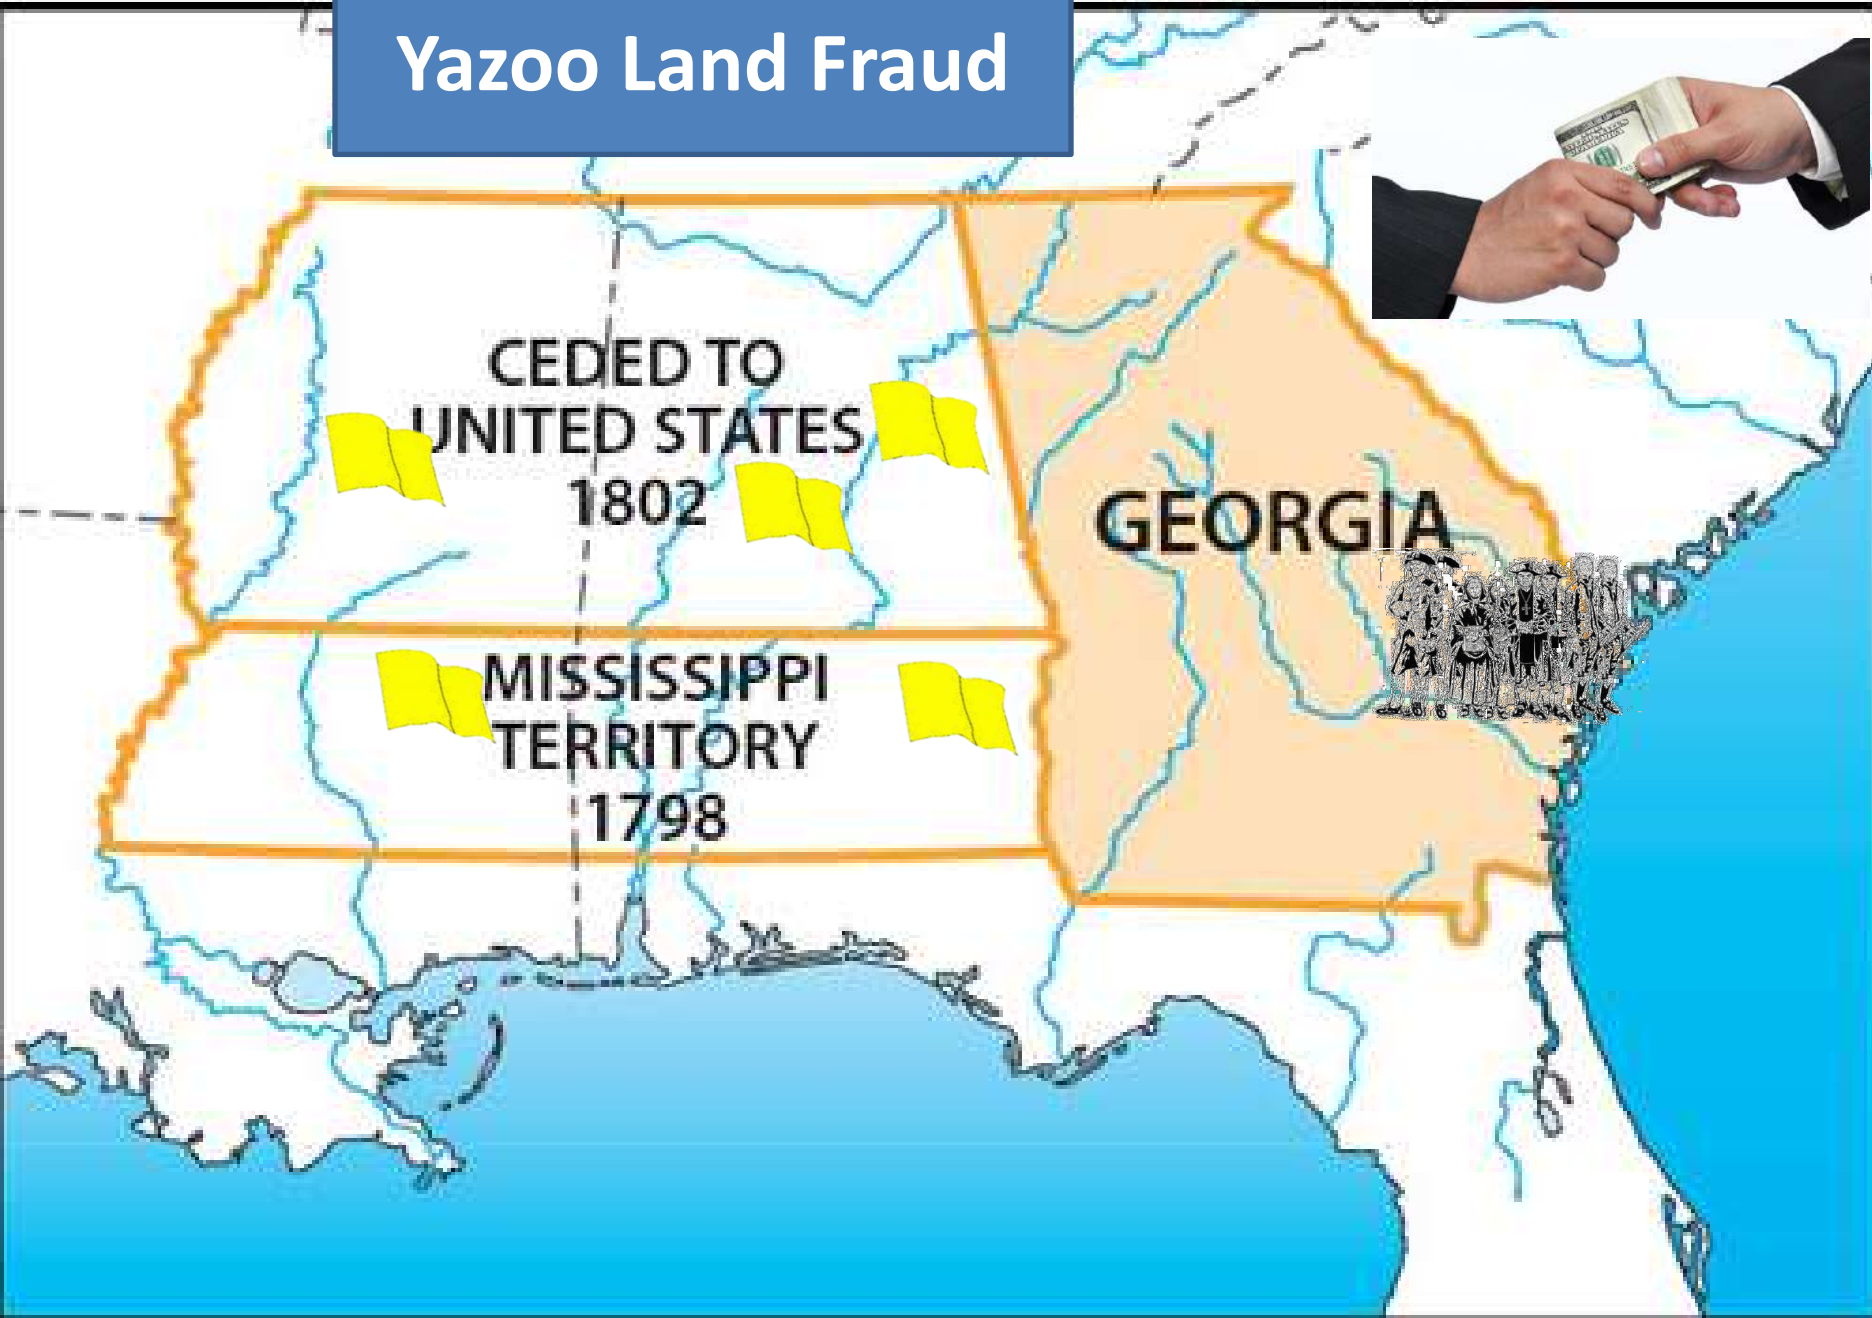 Yazoo Land Fraud
CEDED TO
UNITED STATES
1802
GEORGIA
MISSISSIPPI
TERRITORY
1798